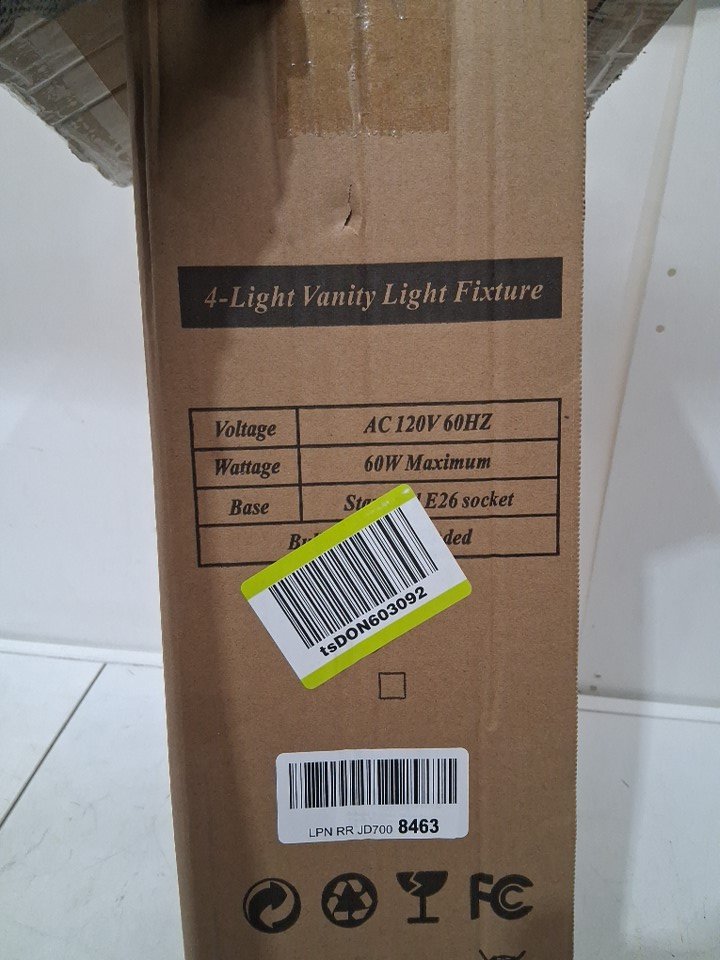 4-Light Vanity Light Fixture
Voltage AC 120V 60HZ
Wattage 60W Maximum
Base E26 socket
tsDON603092
LPN RR JD700 8463
FC